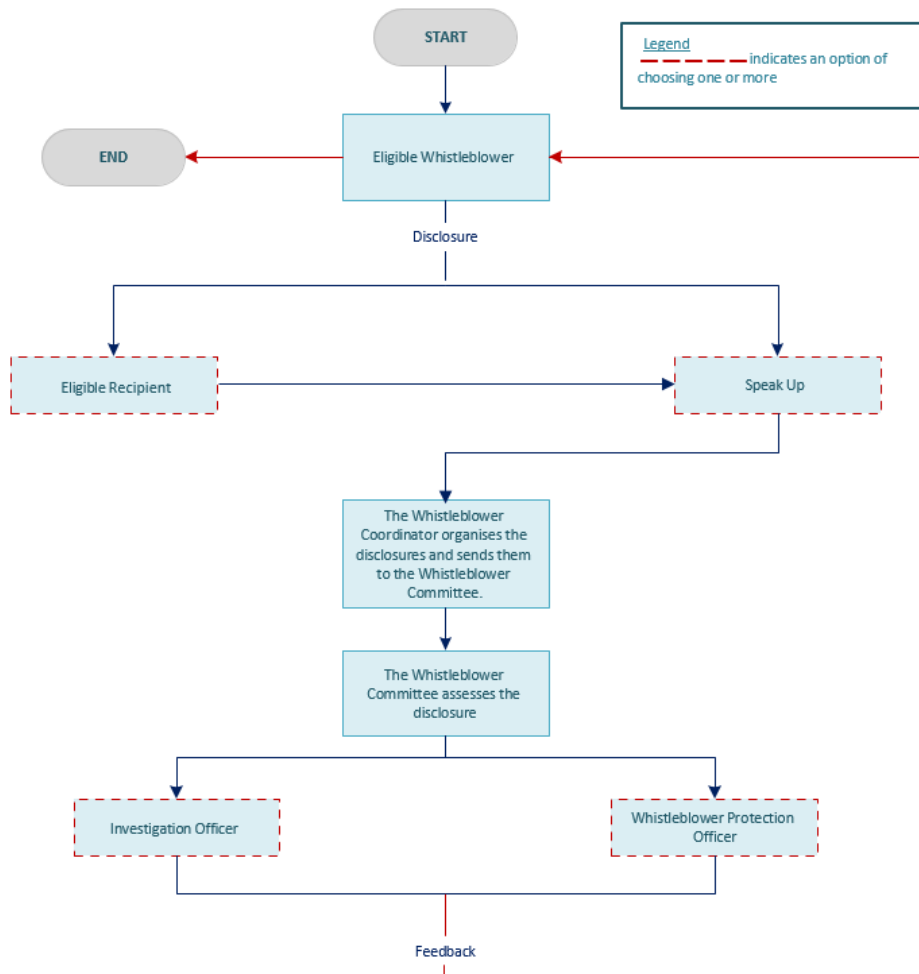 START
Legend
indicates an option of
choosing one or more
END
Eligible Whistleblower
Disclosure
Eligible Recipient
Speak Up
The Whistleblower
Coordinator organises the
disclosures and sends them
to the Whistleblower
Committee.
The Whistleblower
Committee assesses the
disclosure
Investigation Officer
Whistleblower Protection
Officer
Feedback